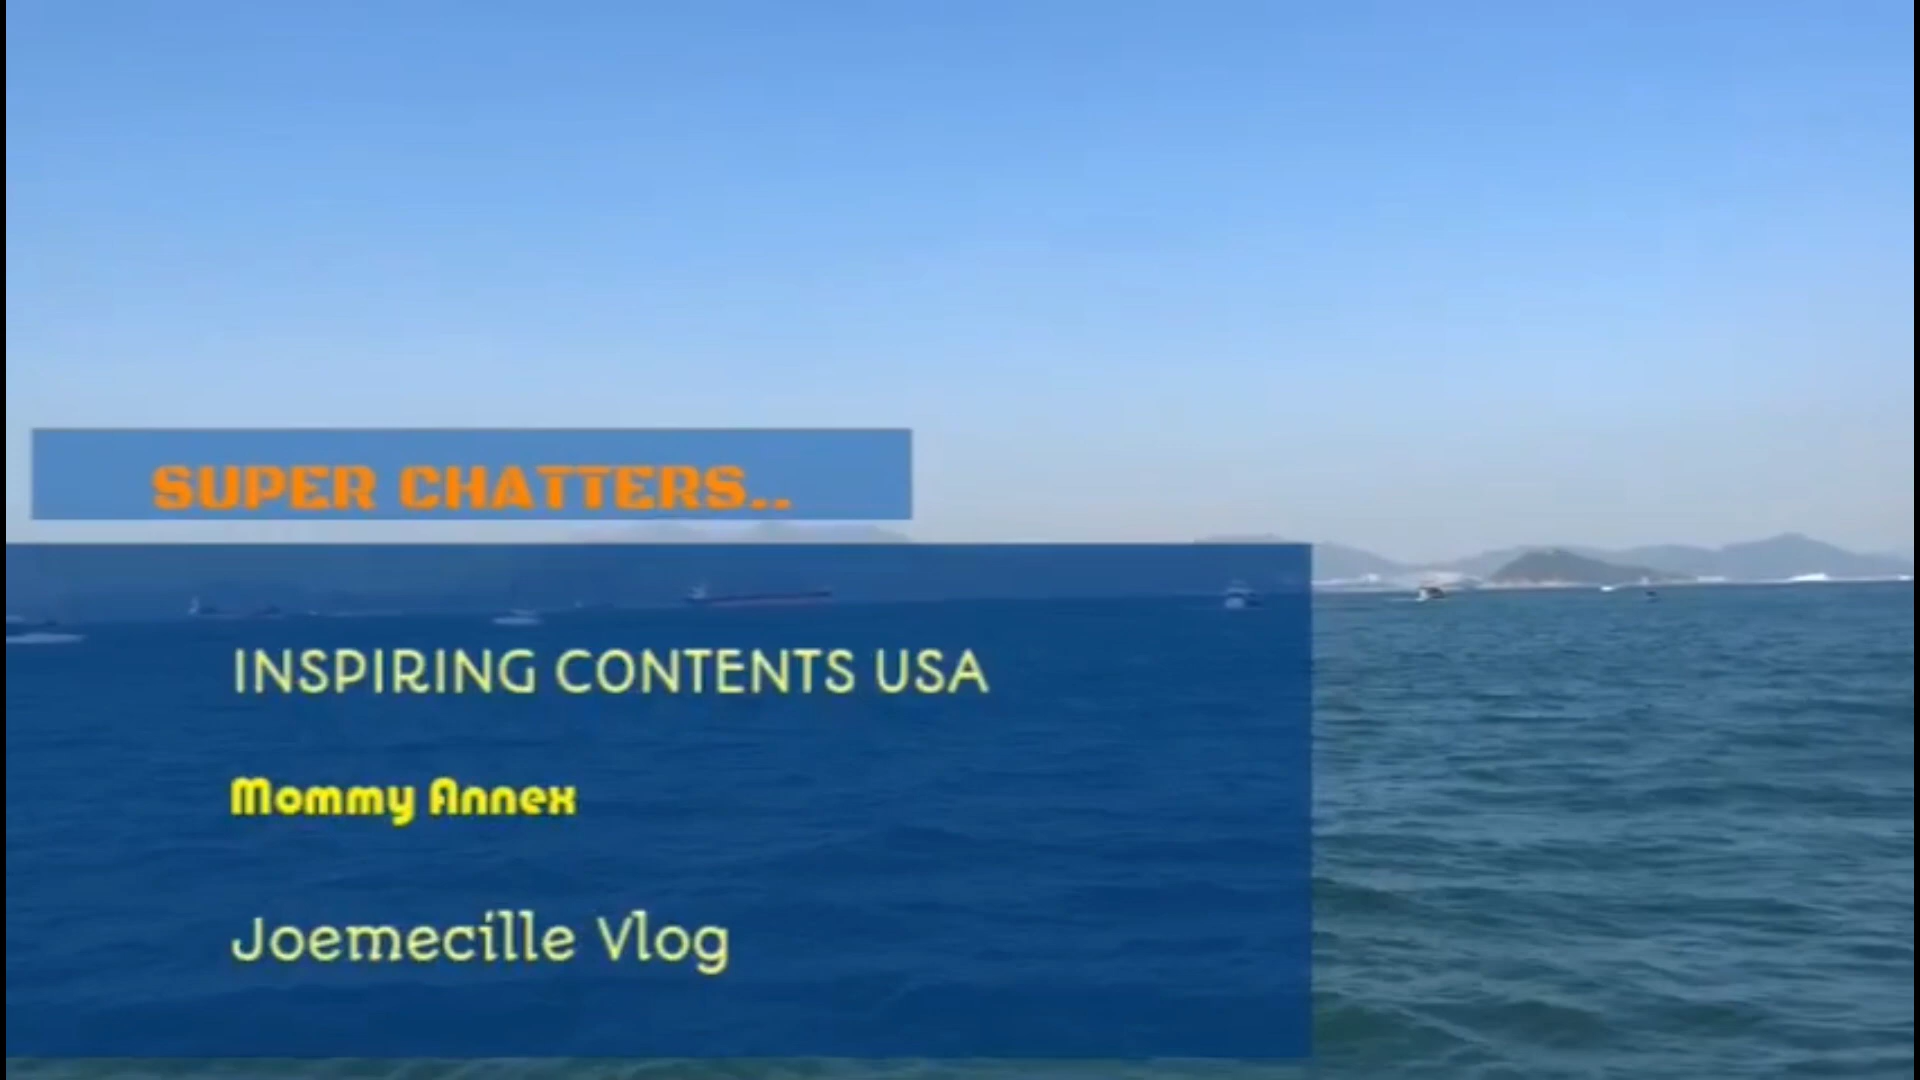 SUPER CHATTERS..
INSPIRING CONTENTS USA
Mommy Annex
Joemecille Vlog